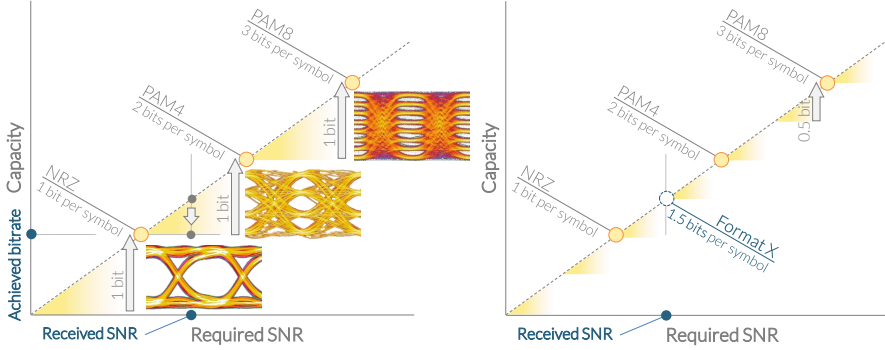 PAM8
3 bits per symbol
PAM4
2 bits per symbol
NRZ
1 bit per symbol
1 bit
1 bit
1 bit
Capacity
Achieved bitrate
Received SNR
Required SNR
PAM8
3 bits per symbol
PAM4
2 bits per symbol
NRZ
1 bit per symbol
0.5 bit
Format X
1.5 bits per symbol
Capacity
Received SNR
Required SNR